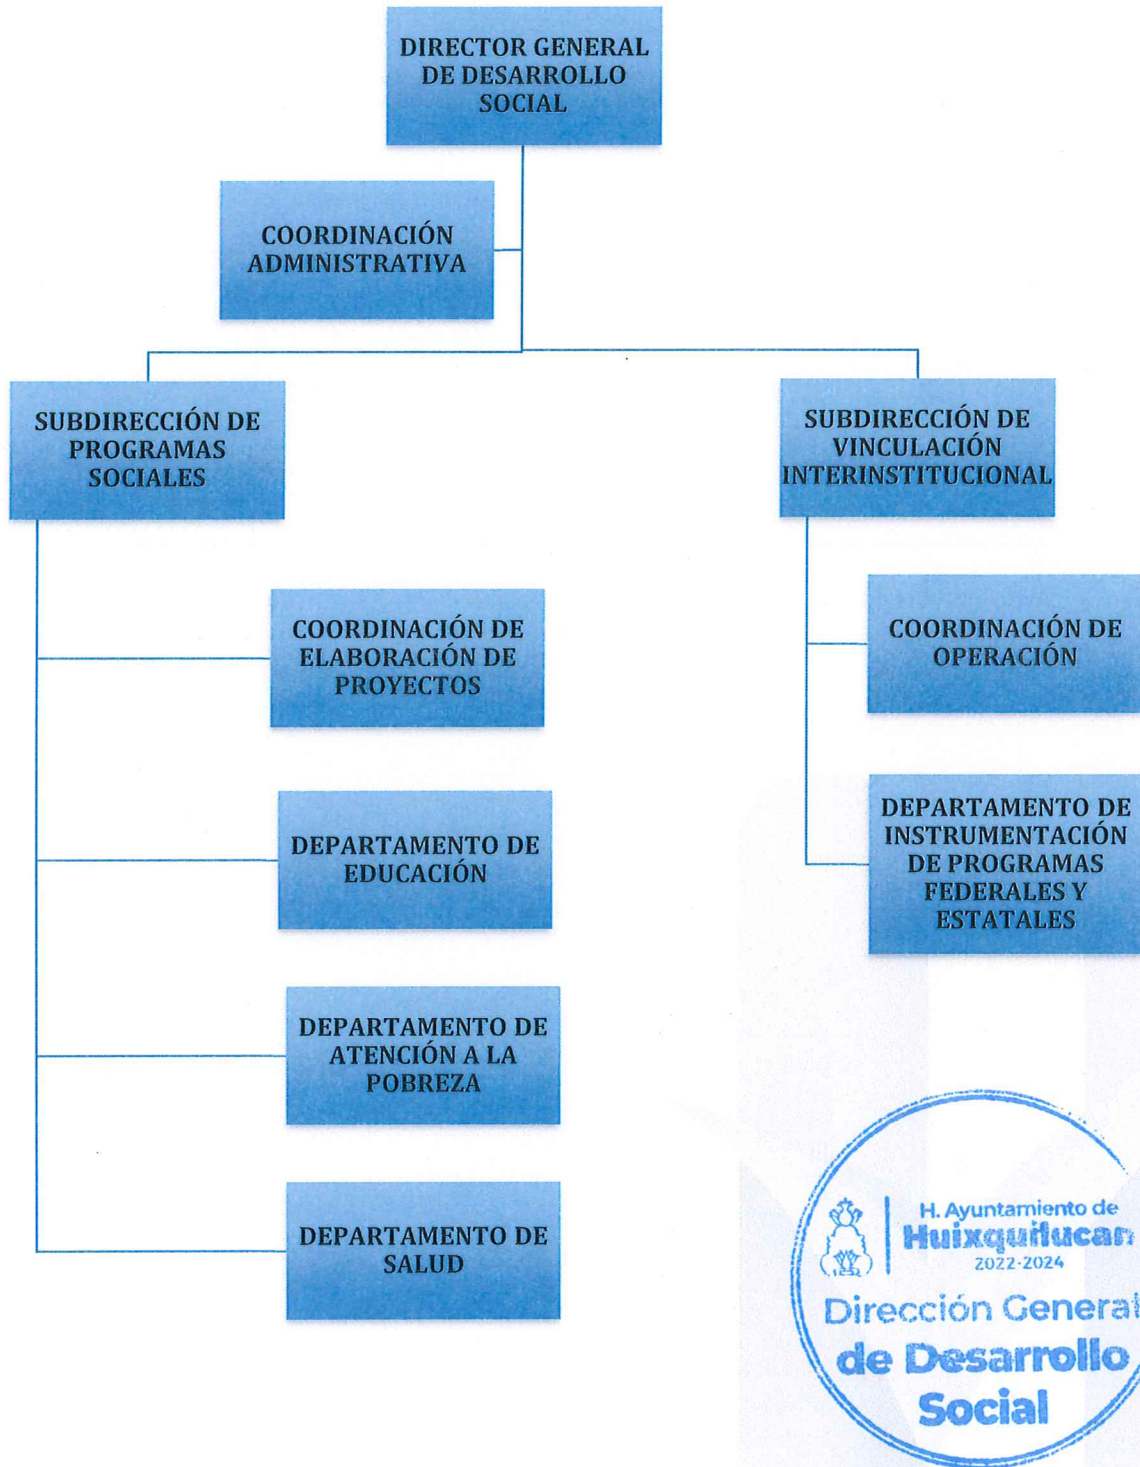 DIRECTOR GENERAL
DE DESARROLLO
SOCIAL
COORDINACIÓN
ADMINISTRATIVA
SUBDIRECCIÓN DE
PROGRAMAS
SOCIALES
SUBDIRECCIÓN DE
VINCULACIÓN
INTERINSTITUCIONAL
COORDINACIÓN DE
ELABORACIÓN DE
PROYECTOS
COORDINACIÓN DE
OPERACIÓN
DEPARTAMENTO DE
EDUCACIÓN
DEPARTAMENTO DE
INSTRUMENTACIÓN
DE PROGRAMAS
FEDERALES Y
ESTATALES
DEPARTAMENTO DE
ATENCIÓN A LA
POBREZA
DEPARTAMENTO DE
SALUD
H. Ayuntamiento de
Huixquilucan
2022-2024
Dirección General
de Desarrollo
Social